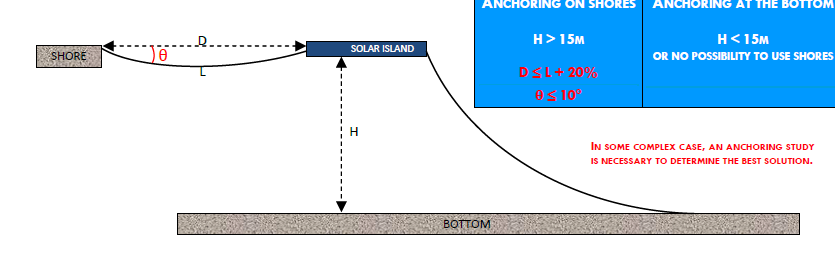 ANCHORING ON SHORES
ANCHORING AT THE BOTTOM
H > 15M
H < 15M
OR NO POSSIBILITY TO USE SHORES
D ≤ L + 20%
θ ≤ 10°
D
SHORE
θ
SOLAR ISLAND
L
H
IN SOME COMPLEX CASE, AN ANCHORING STUDY
IS NECESSARY TO DETERMINE THE BEST SOLUTION.
BOTTOM